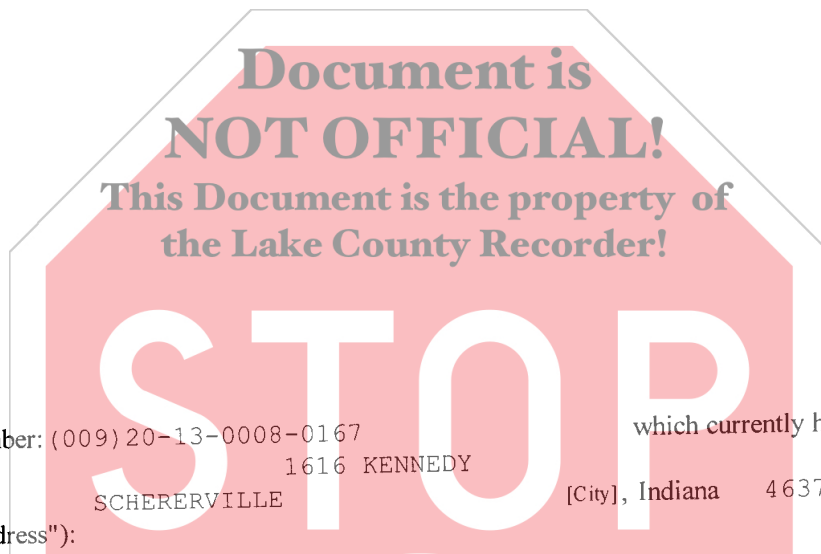 Document is
NOT OFFICIAL!
This Document is the property of
the Lake County Recorder!
STOP
ber: (009)20-13-0008-0167 which currently h
1616 KENNEDY
SCHERERVILLE [City], Indiana 4637
dress"):